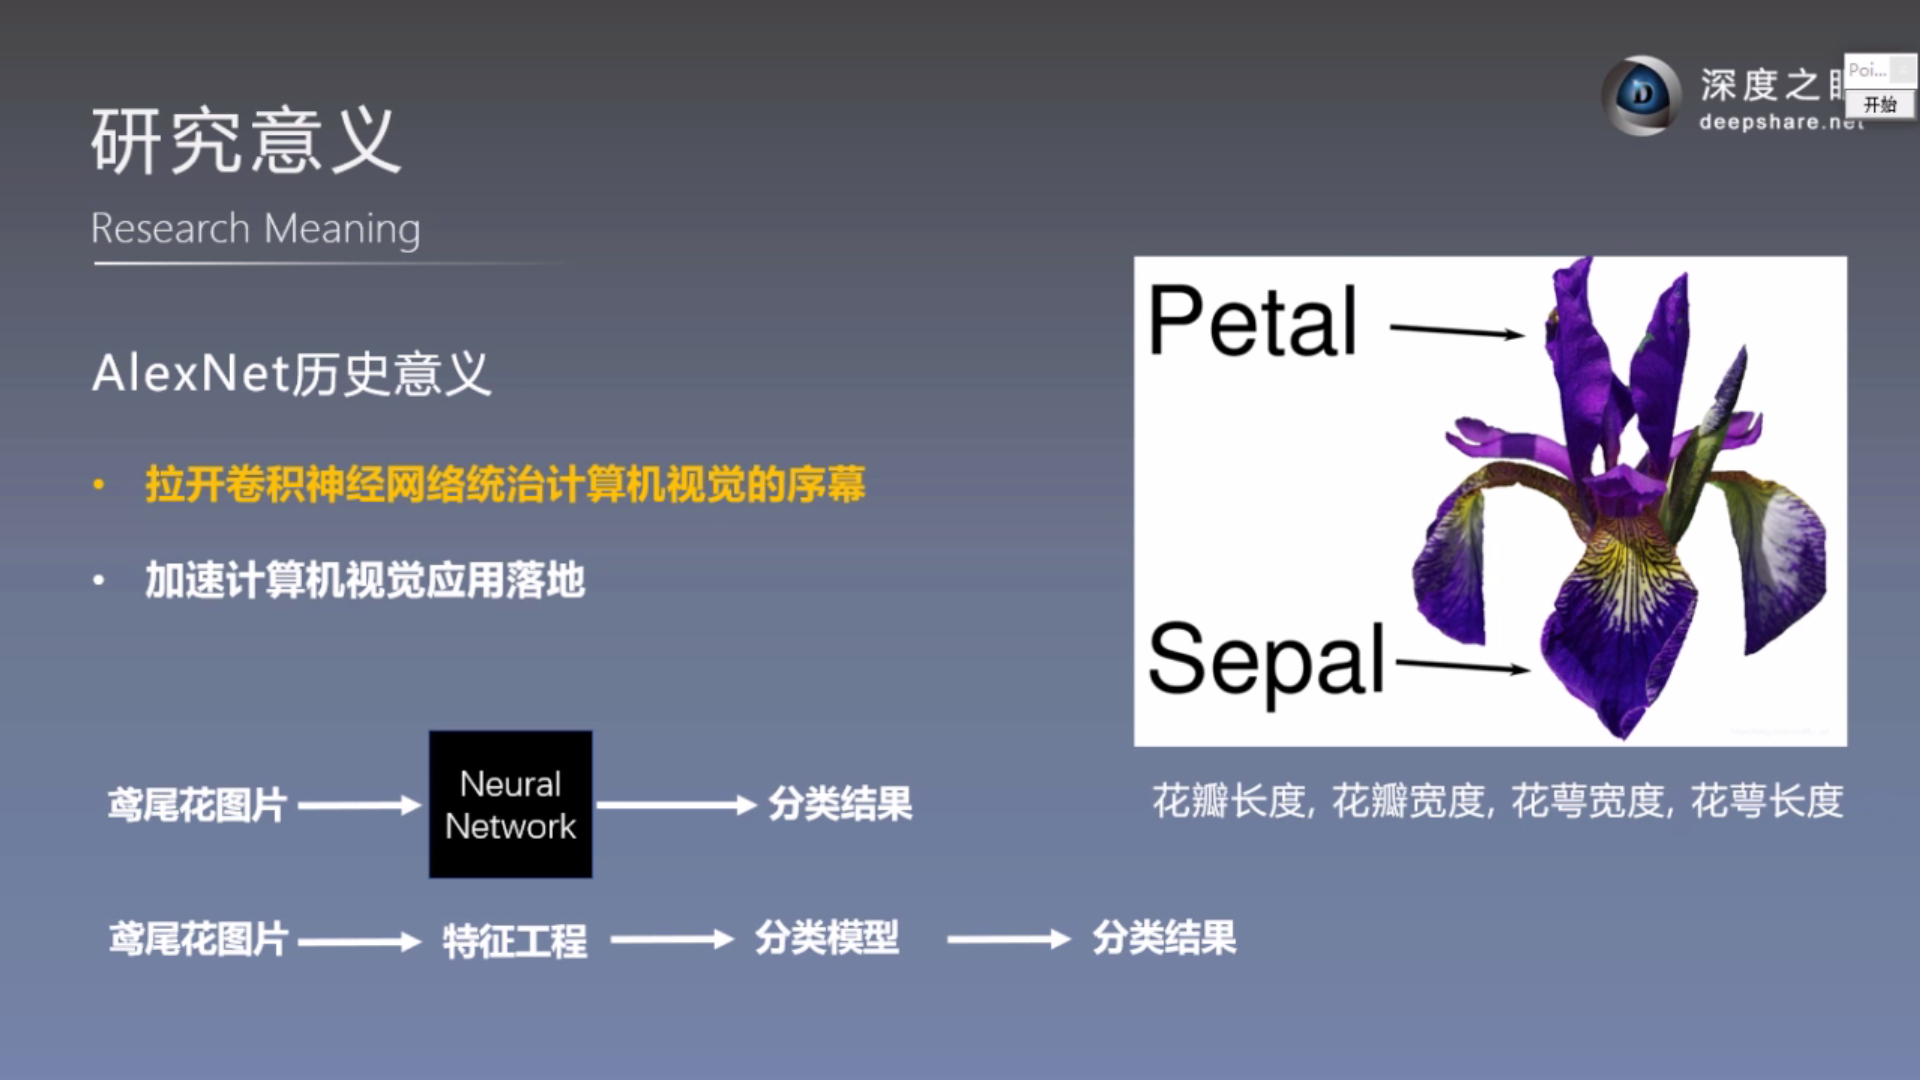 研究意义
Research Meaning
深度之
deepshare.net
Poi...
开始
AlexNet历史意义
• 拉开卷积神经网络统治计算机视觉的序幕
• 加速计算机视觉应用落地
Petal
Sepal
花瓣长度, 花瓣宽度, 花萼宽度, 花萼长度
鸢尾花图片
Neural
Network
分类结果
鸢尾花图片
特征工程
分类模型
分类结果